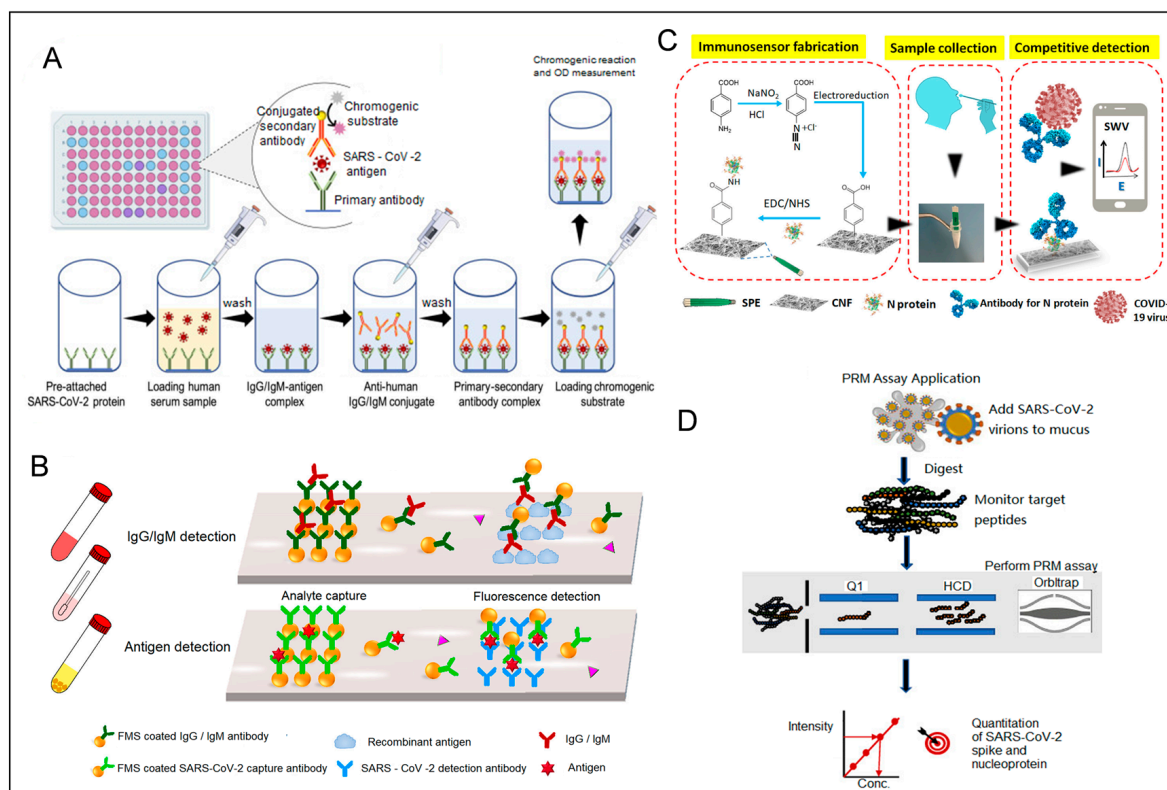 A
Chromogenic reaction
and OD measurement
Conjugated
secondary
antibody
Chromogenic
substrate
SARS - CoV -2
antigen
Primary antibody
wash
wash
Pre-attached
SARS-CoV-2 protein
Loading human
serum sample
IgG/IgM-antigen
complex
Anti-human
IgG/IgM conjugate
Primary-secondary
antibody complex
Loading chromogenic
substrate
B
IgG/IgM detection
Analyte capture
Fluorescence detection
Antigen detection
FMS coated IgG / IgM antibody
Recombinant antigen
IgG / IgM
FMS coated SARS-CoV-2 capture antibody
SARS - CoV -2 detection antibody
Antigen
C
Immunosensor fabrication
Sample collection
Competitive detection
COOH
NH₂
NaNO₂
HCl
COOH
N
+Cl⁻
N
Electroreduction
O
NH
EDC/NHS
O
OH
SWV
I
E
SPE
CNF
N protein
Antibody for N protein
COVID-
19 virus
D
PRM Assay Application
Add SARS-CoV-2
virions to mucus
Digest
Monitor target
peptides
Perform PRM assay
Q1
HCD
Orbitrap
Intensity
Conc.
Quantitation
of SARS-CoV-2
spike and
nucleoprotein